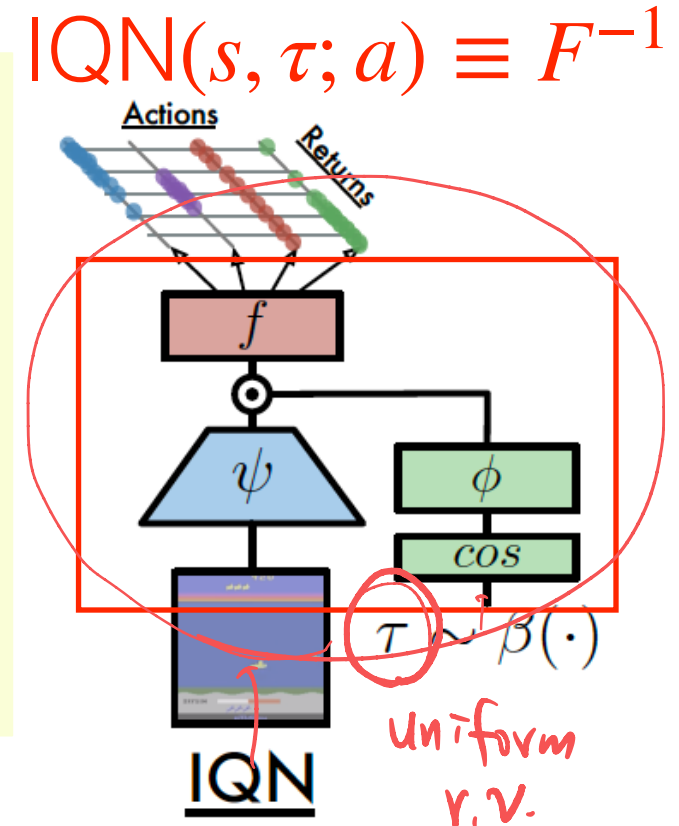 IQN(s, τ; a) ≡ F⁻¹
Actions
Returns
f
ψ
ϕ
cos
τ ~ β(·)
uniform
r.v.
IQN